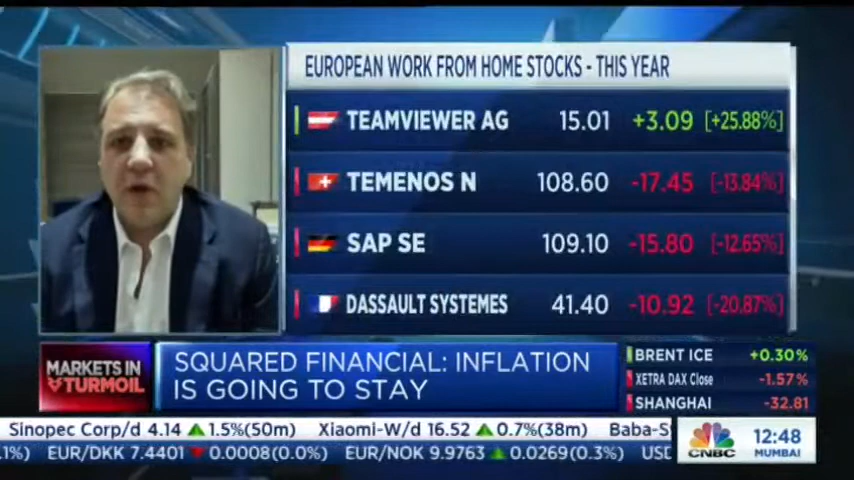 EUROPEAN WORK FROM HOME STOCKS - THIS YEAR
TEAMVIEWER AG 15.01 +3.09 [+25.88%]
TEMENOS N 108.60 -17.45 [-13.84%]
SAP SE 109.10 -15.80 [-12.65%]
DASSAULT SYSTEMES 41.40 -10.92 [-20.87%]
MARKETS IN
TURMOIL
SQUARED FINANCIAL: INFLATION
IS GOING TO STAY
BRENT ICE +0.30%
XETRA DAX Close -1.57%
SHANGHAI -32.81
Sinopec Corp/d 4.14 ▲ 1.5%(50m) Xiaomi-W/d 16.52 ▲ 0.7%(38m) Baba-S
.1%) EUR/DKK 7.4401 ▼ 0.0008(0.0%) EUR/NOK 9.9763 ▲ 0.0269(0.3%) USD
CNBC
12:48
MUMBAI